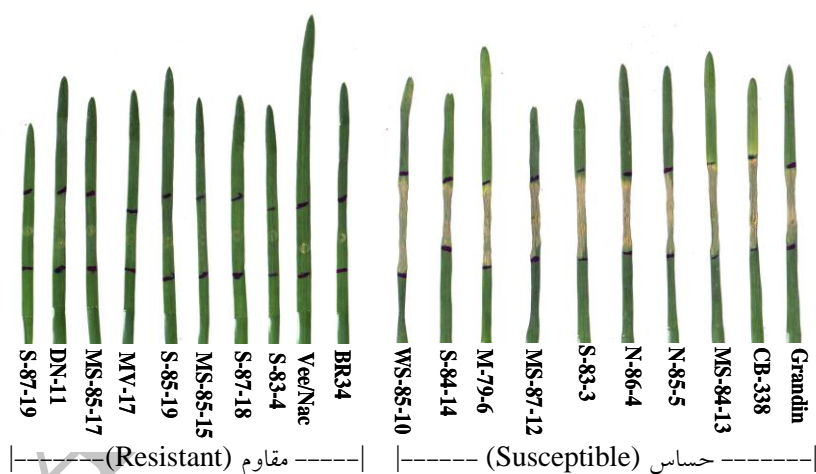 S-87-19
DN-11
MS-85-17
MV-17
S-85-19
MS-85-15
S-87-18
S-83-4
Vee/Nac
BR34
WS-85-10
S-84-14
M-79-6
MS-87-12
S-83-3
N-86-4
N-85-5
MS-84-13
CB-338
Grandin
|--------(Resistant) مقاوم -----|
|------ (Susceptible) حساس -------|